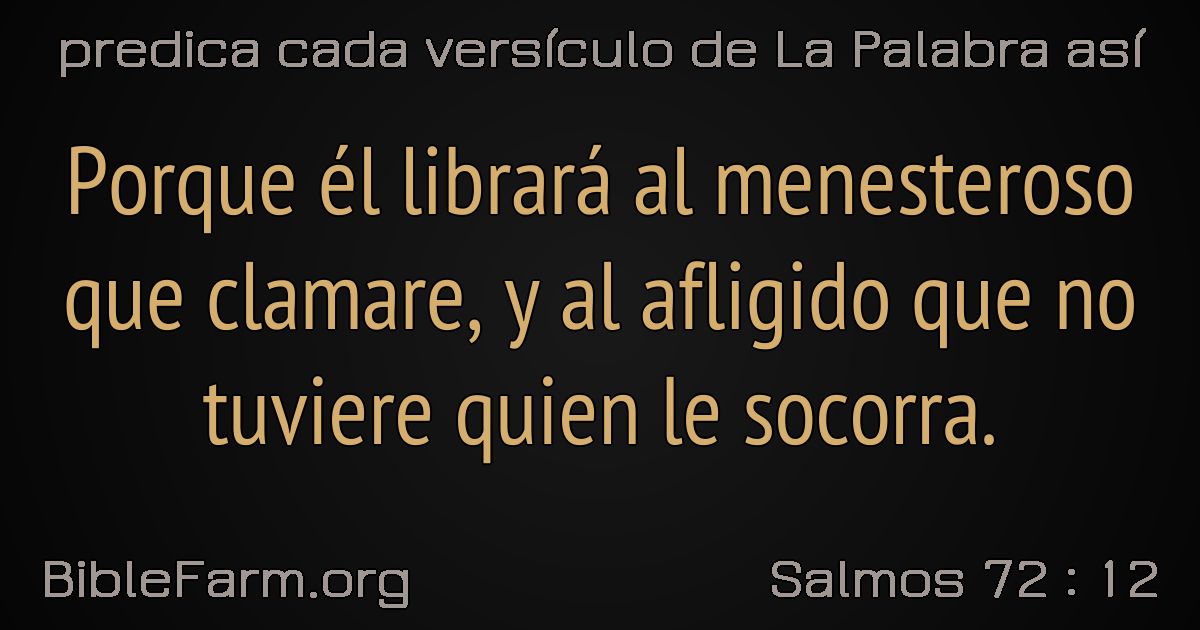 predica cada versículo de La Palabra así
Porque él librará al menesteroso
que clamare, y al afligido que no
tuviere quien le socorra.
BibleFarm.org
Salmos 72 : 12